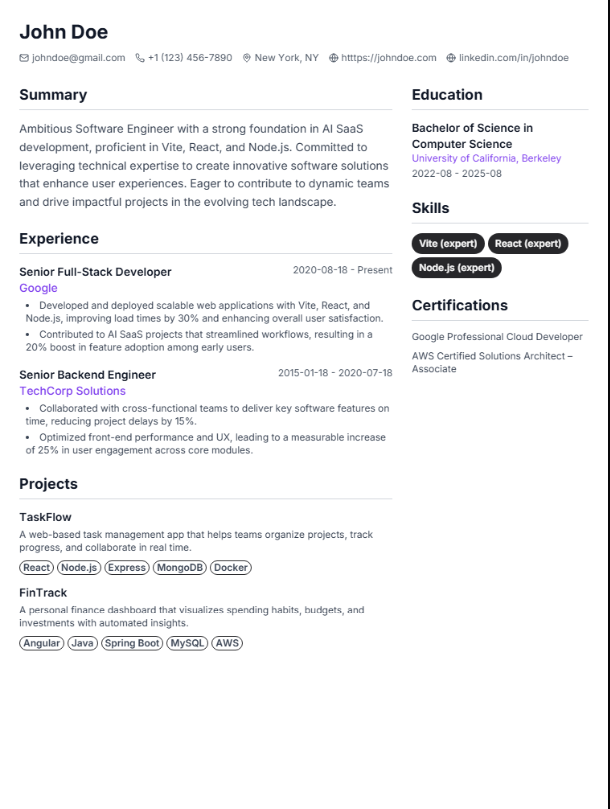 John Doe
johndoe@gmail.com +1 (123) 456-7890 New York, NY htttps://johndoe.com linkedin.com/in/johndoe
Summary
Ambitious Software Engineer with a strong foundation in AI SaaS
development, proficient in Vite, React, and Node.js. Committed to
leveraging technical expertise to create innovative software solutions
that enhance user experiences. Eager to contribute to dynamic teams
and drive impactful projects in the evolving tech landscape.
Experience
Senior Full-Stack Developer 2020-08-18 - Present
Google
• Developed and deployed scalable web applications with Vite, React, and
Node.js, improving load times by 30% and enhancing overall user satisfaction.
• Contributed to AI SaaS projects that streamlined workflows, resulting in a
20% boost in feature adoption among early users.
Senior Backend Engineer 2015-01-18 - 2020-07-18
TechCorp Solutions
• Collaborated with cross-functional teams to deliver key software features on
time, reducing project delays by 15%.
• Optimized front-end performance and UX, leading to a measurable increase
of 25% in user engagement across core modules.
Projects
TaskFlow
A web-based task management app that helps teams organize projects, track
progress, and collaborate in real time.
React Node.js Express MongoDB Docker
FinTrack
A personal finance dashboard that visualizes spending habits, budgets, and
investments with automated insights.
Angular Java Spring Boot MySQL AWS
Education
Bachelor of Science in
Computer Science
University of California, Berkeley
2022-08 - 2025-08
Skills
Vite (expert) React (expert)
Node.js (expert)
Certifications
Google Professional Cloud Developer
AWS Certified Solutions Architect –
Associate